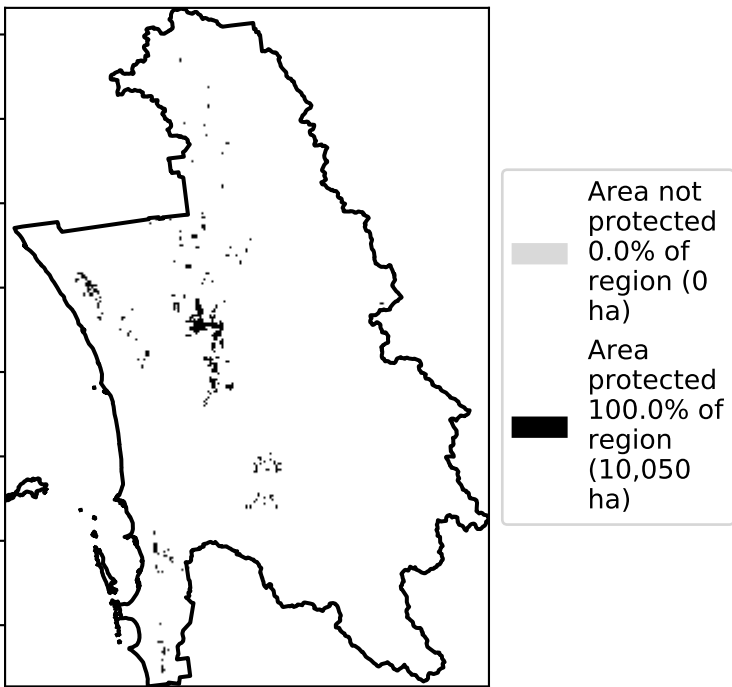 Area not
protected
0.0% of
region (0
ha)
Area
protected
100.0% of
region
(10,050
ha)